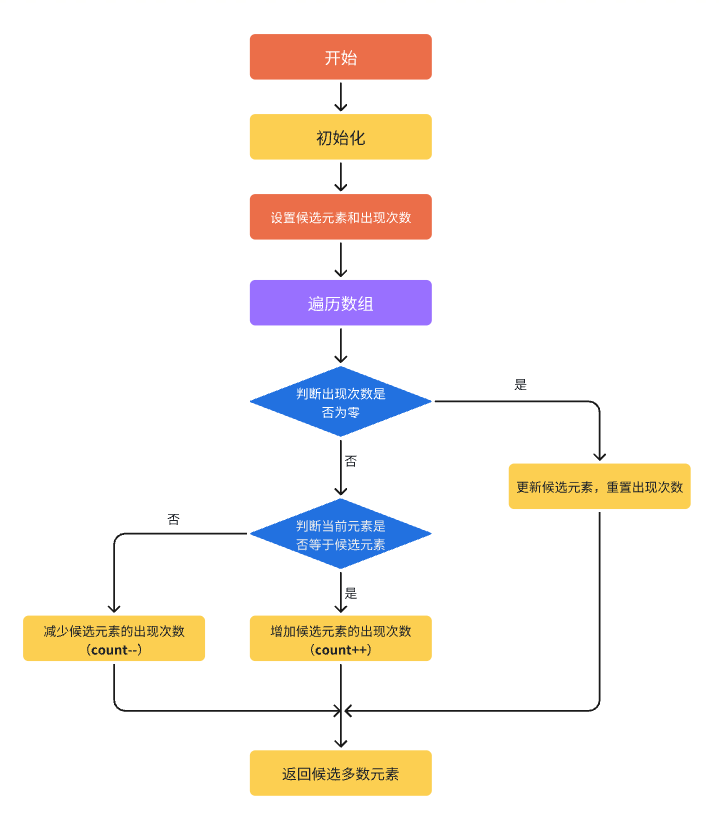 开始
初始化
设置候选元素和出现次数
遍历数组
判断出现次数是
否为零
是
否
更新候选元素，重置出现次数
判断当前元素是
否等于候选元素
否
是
减少候选元素的出现次数
（count--）
增加候选元素的出现次数
（count++）
返回候选多数元素